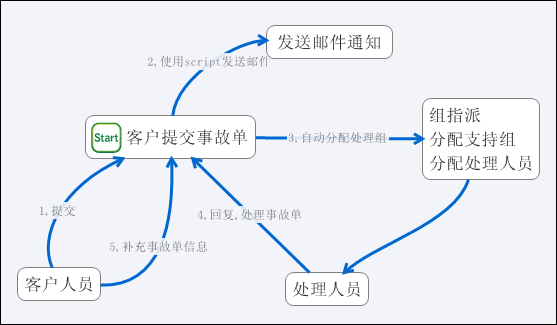 发送邮件通知
2,使用script发送邮件
Start 客户提交事故单
3,自动分配处理组
组指派
分配支持组
分配处理人员
1,提交
4,回复,处理事故单
5,补充事故单信息
客户人员
处理人员